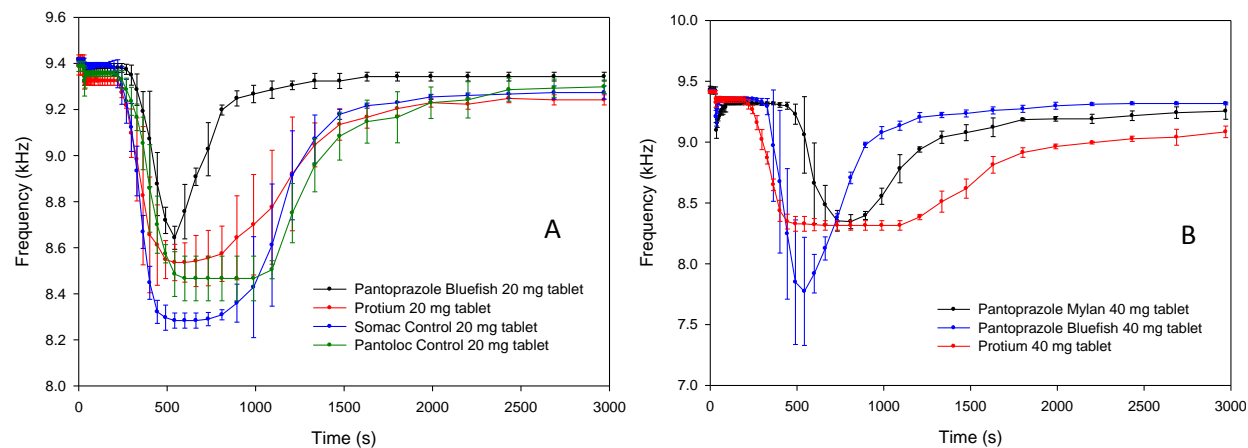 9.6
9.4
9.2
9.0
8.8
8.6
8.4
8.2
8.0
Frequency (kHz)
A
Pantoprazole Bluefish 20 mg tablet
Protium 20 mg tablet
Somac Control 20 mg tablet
Pantoloc Control 20 mg tablet
0 500 1000 1500 2000 2500 3000
Time (s)
10.0
9.5
9.0
8.5
8.0
7.5
7.0
Frequency (kHz)
B
Pantoprazole Mylan 40 mg tablet
Pantoprazole Bluefish 40 mg tablet
Protium 40 mg tablet
0 500 1000 1500 2000 2500 3000
Time (s)